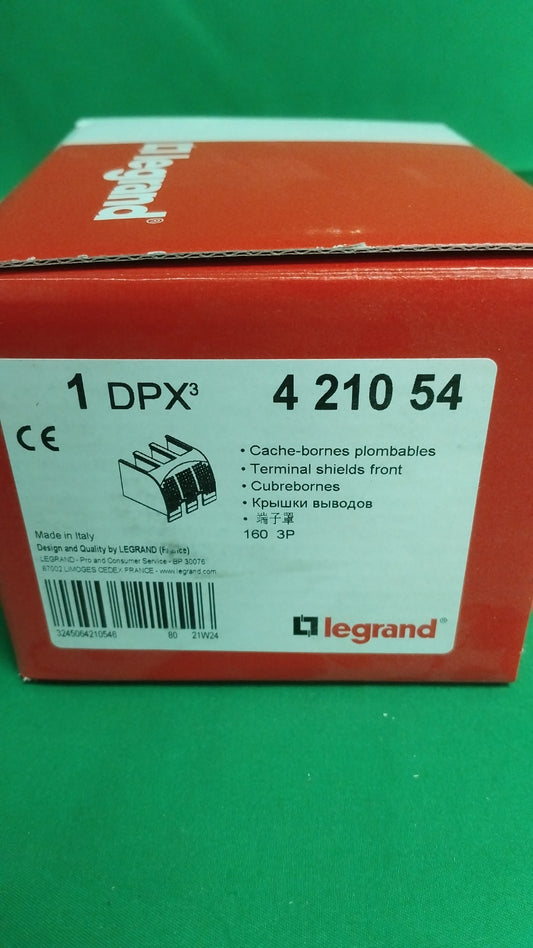 legrand®
1 DPX³ 4 210 54
CE
• Cache-bornes plombables
• Terminal shields front
• Cubrebornes
• Крышки выводов
• 端子罩
160 3P
Made in Italy
Design and Quality by LEGRAND (France)
LEGRAND - Pro and Consumer Service - BP 30076
87002 LIMOGES CEDEX FRANCE - www.legrand.com
3245064210546 80 21W24
legrand®